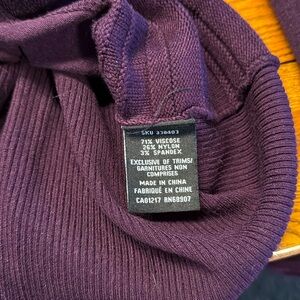 SKU 338603
71% VISCOSE
26% NYLON
3% SPANDEX
EXCLUSIVE OF TRIMS/
GARNITURES NON
COMPRISES
MADE IN CHINA
FABRIQUÉ EN CHINE
CA01217 RN68907